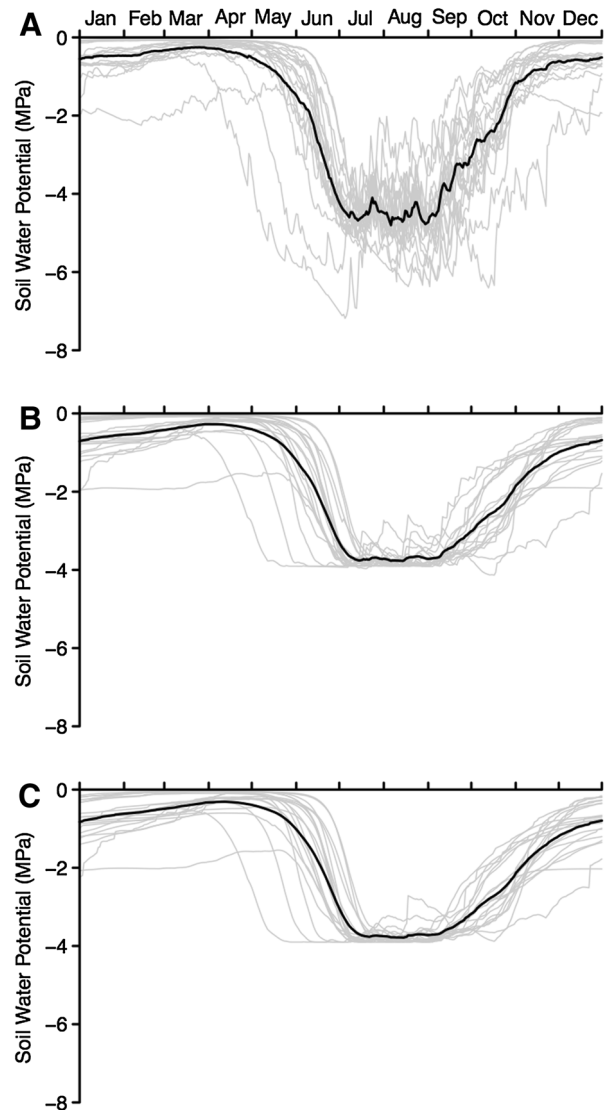 A
Jan Feb Mar Apr May Jun Jul Aug Sep Oct Nov Dec
0
−2
−4
−6
−8
Soil Water Potential (MPa)
B
0
−2
−4
−6
−8
Soil Water Potential (MPa)
C
0
−2
−4
−6
−8
Soil Water Potential (MPa)